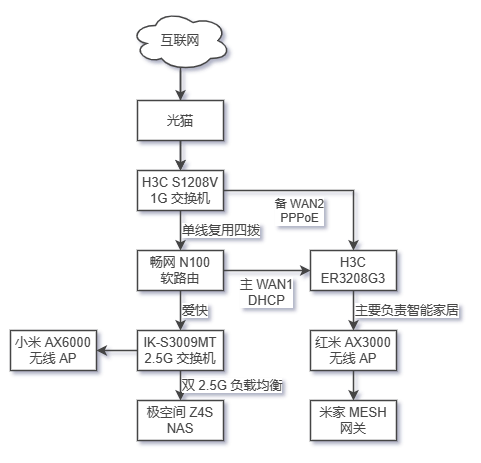 互联网
光猫
H3C S1208V
1G 交换机
备 WAN2
PPPoE
单线复用四拨
畅网 N100
软路由
主 WAN1
DHCP
H3C
ER3208G3
爱快
主要负责智能家居
小米 AX6000
无线 AP
IK-S3009MT
2.5G 交换机
红米 AX3000
无线 AP
双 2.5G 负载均衡
极空间 Z4S
NAS
米家 MESH
网关